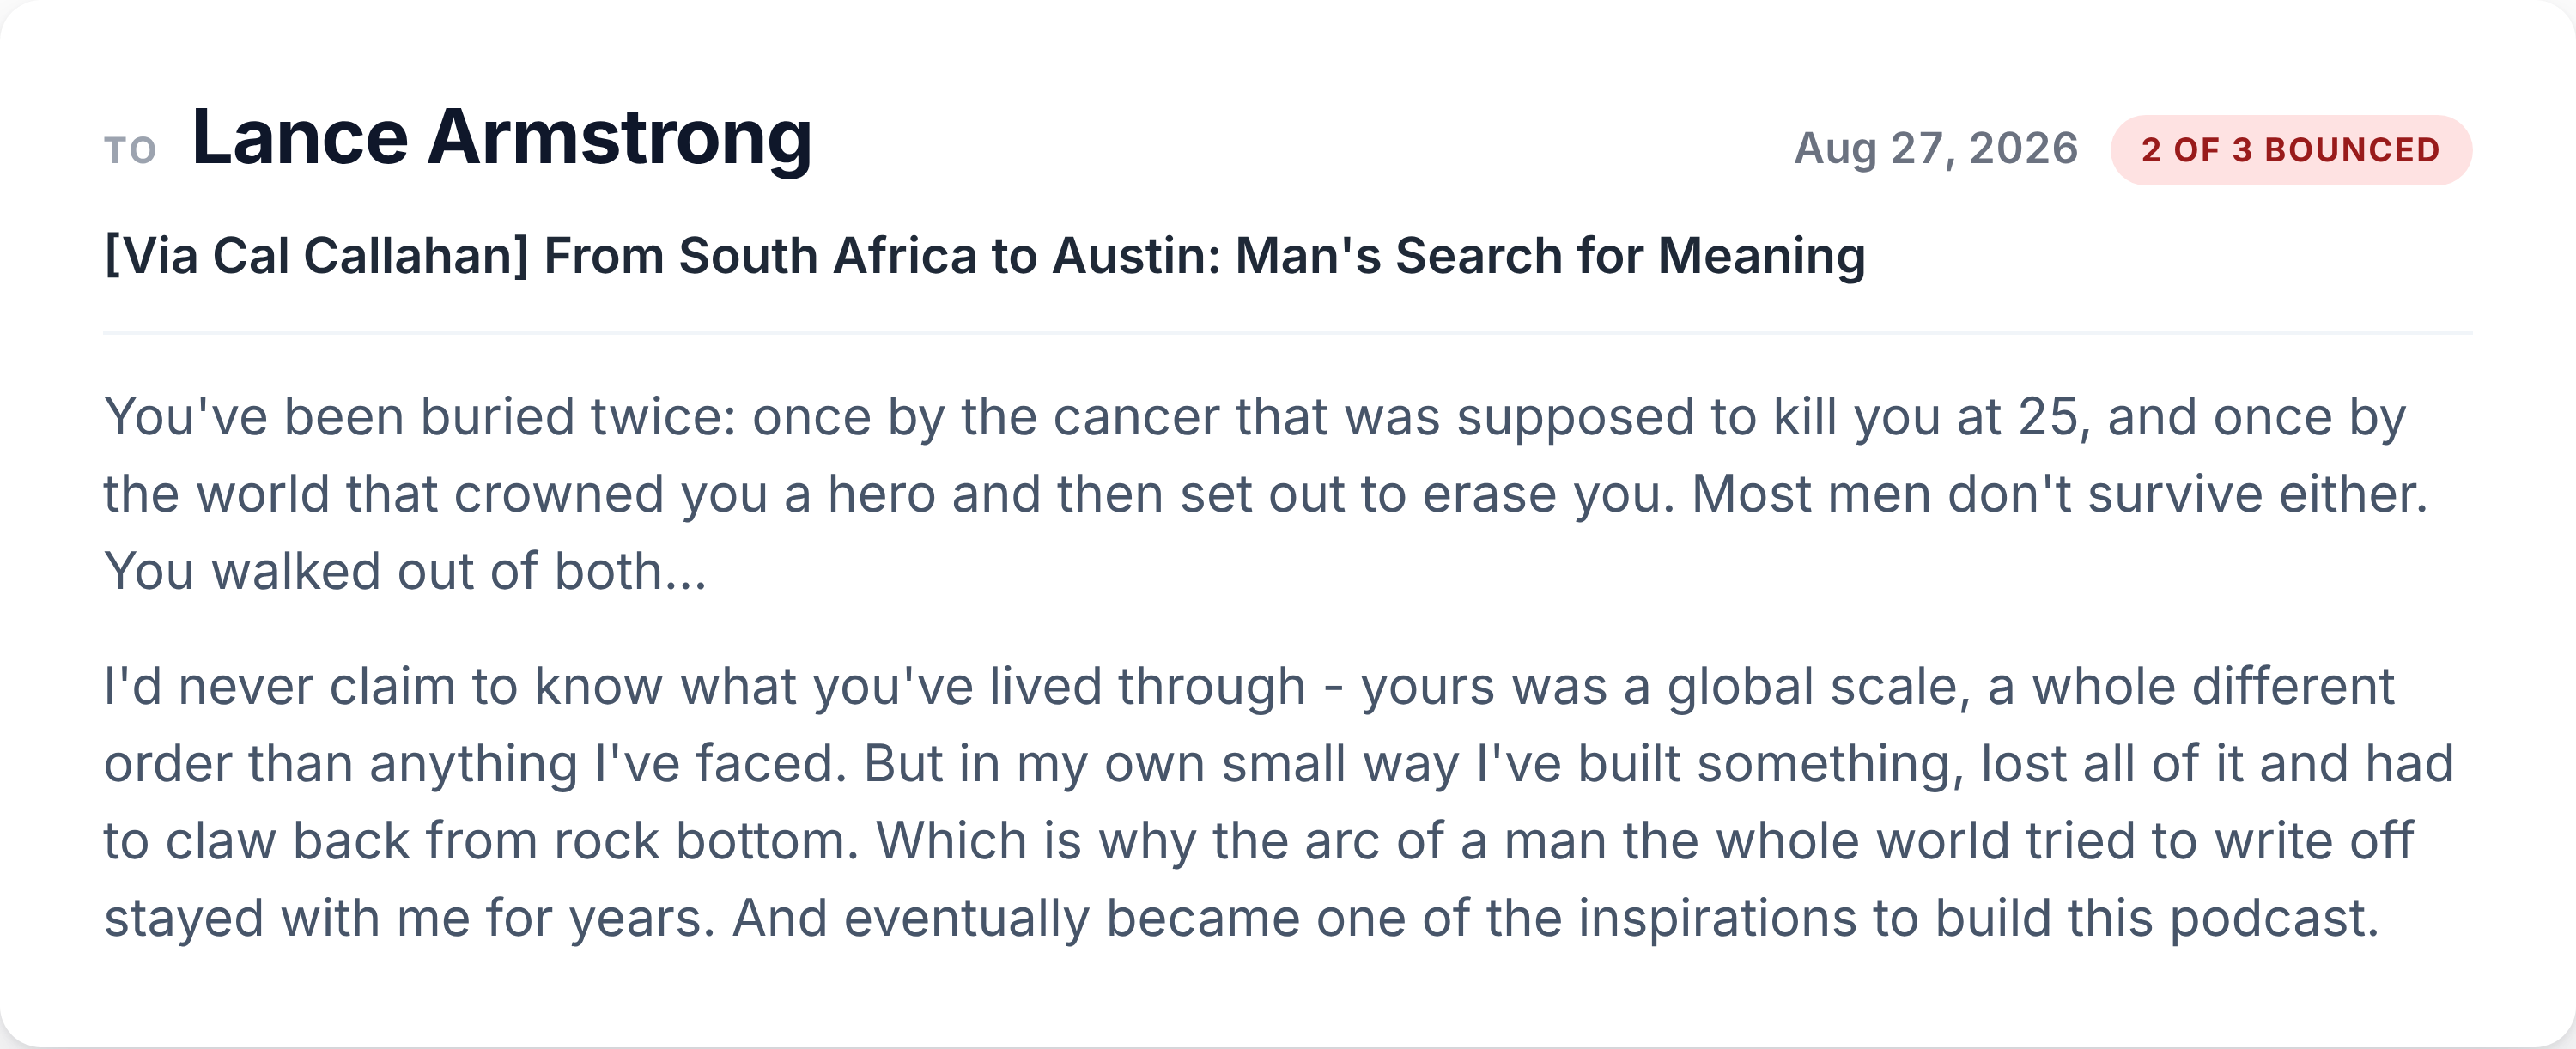 TO Lance Armstrong Aug 27, 2026 2 OF 3 BOUNCED
[Via Cal Callahan] From South Africa to Austin: Man's Search for Meaning
You've been buried twice: once by the cancer that was supposed to kill you at 25, and once by
the world that crowned you a hero and then set out to erase you. Most men don't survive either.
You walked out of both...
I'd never claim to know what you've lived through - yours was a global scale, a whole different
order than anything I've faced. But in my own small way I've built something, lost all of it and had
to claw back from rock bottom. Which is why the arc of a man the whole world tried to write off
stayed with me for years. And eventually became one of the inspirations to build this podcast.